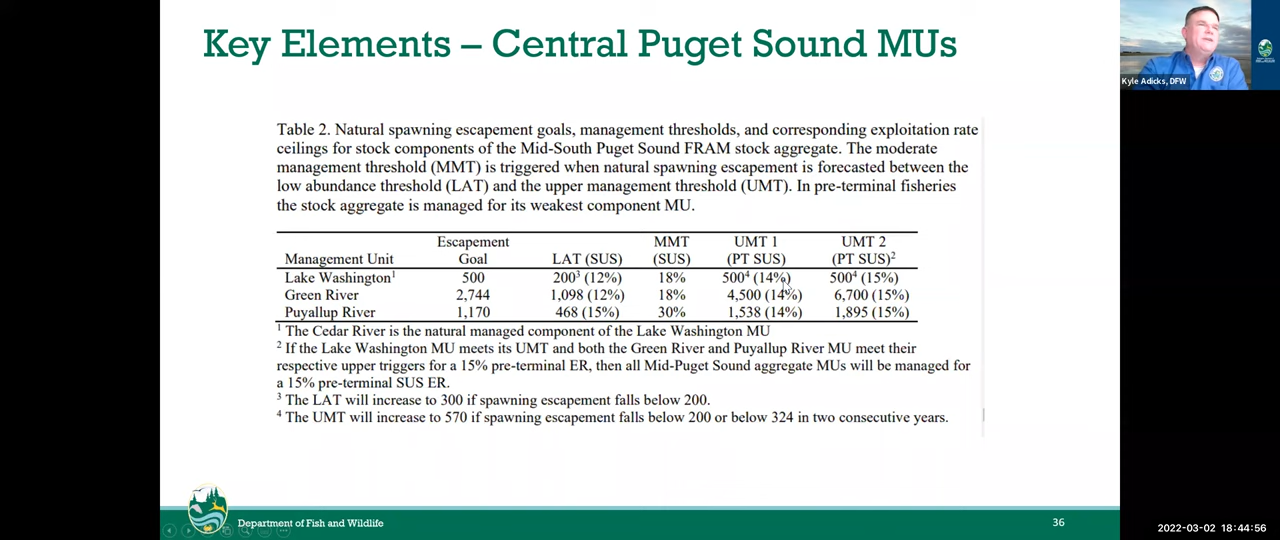 Key Elements – Central Puget Sound MUs
Kyle Adicks, DFW
Table 2. Natural spawning escapement goals, management thresholds, and corresponding exploitation rate
ceilings for stock components of the Mid-South Puget Sound FRAM stock aggregate. The moderate
management threshold (MMT) is triggered when natural spawning escapement is forecasted between the
low abundance threshold (LAT) and the upper management threshold (UMT). In pre-terminal fisheries
the stock aggregate is managed for its weakest component MU.
Escapement MMT UMT 1 UMT 2
Management Unit Goal LAT (SUS) (SUS) (PT SUS) (PT SUS)²
Lake Washington¹ 500 200³ (12%) 18% 500⁴ (14%) 500⁴ (15%)
Green River 2,744 1,098 (12%) 18% 4,500 (14%) 6,700 (15%)
Puyallup River 1,170 468 (15%) 30% 1,538 (14%) 1,895 (15%)
¹ The Cedar River is the natural managed component of the Lake Washington MU
² If the Lake Washington MU meets its UMT and both the Green River and Puyallup River MU meet their
respective upper triggers for a 15% pre-terminal ER, then all Mid-Puget Sound aggregate MUs will be managed for
a 15% pre-terminal SUS ER.
³ The LAT will increase to 300 if spawning escapement falls below 200.
⁴ The UMT will increase to 570 if spawning escapement falls below 200 or below 324 in two consecutive years.
Department of Fish and Wildlife
36
2022-03-02 18:44:56